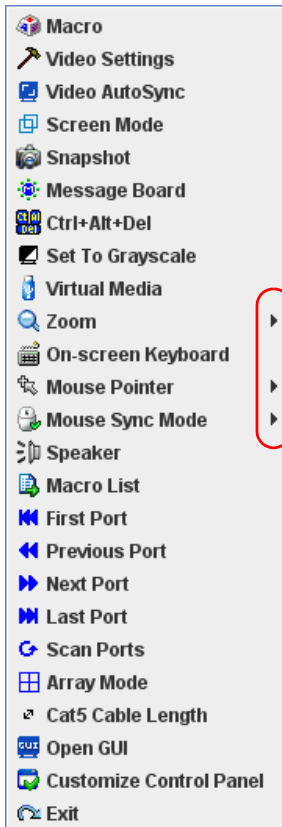 Macro
Video Settings
Video AutoSync
Screen Mode
Snapshot
Message Board
Ctrl+Alt+Del
Set To Grayscale
Virtual Media
Zoom
On-screen Keyboard
Mouse Pointer
Mouse Sync Mode
Speaker
Macro List
First Port
Previous Port
Next Port
Last Port
Scan Ports
Array Mode
Cat5 Cable Length
GUI Open GUI
Customize Control Panel
Exit